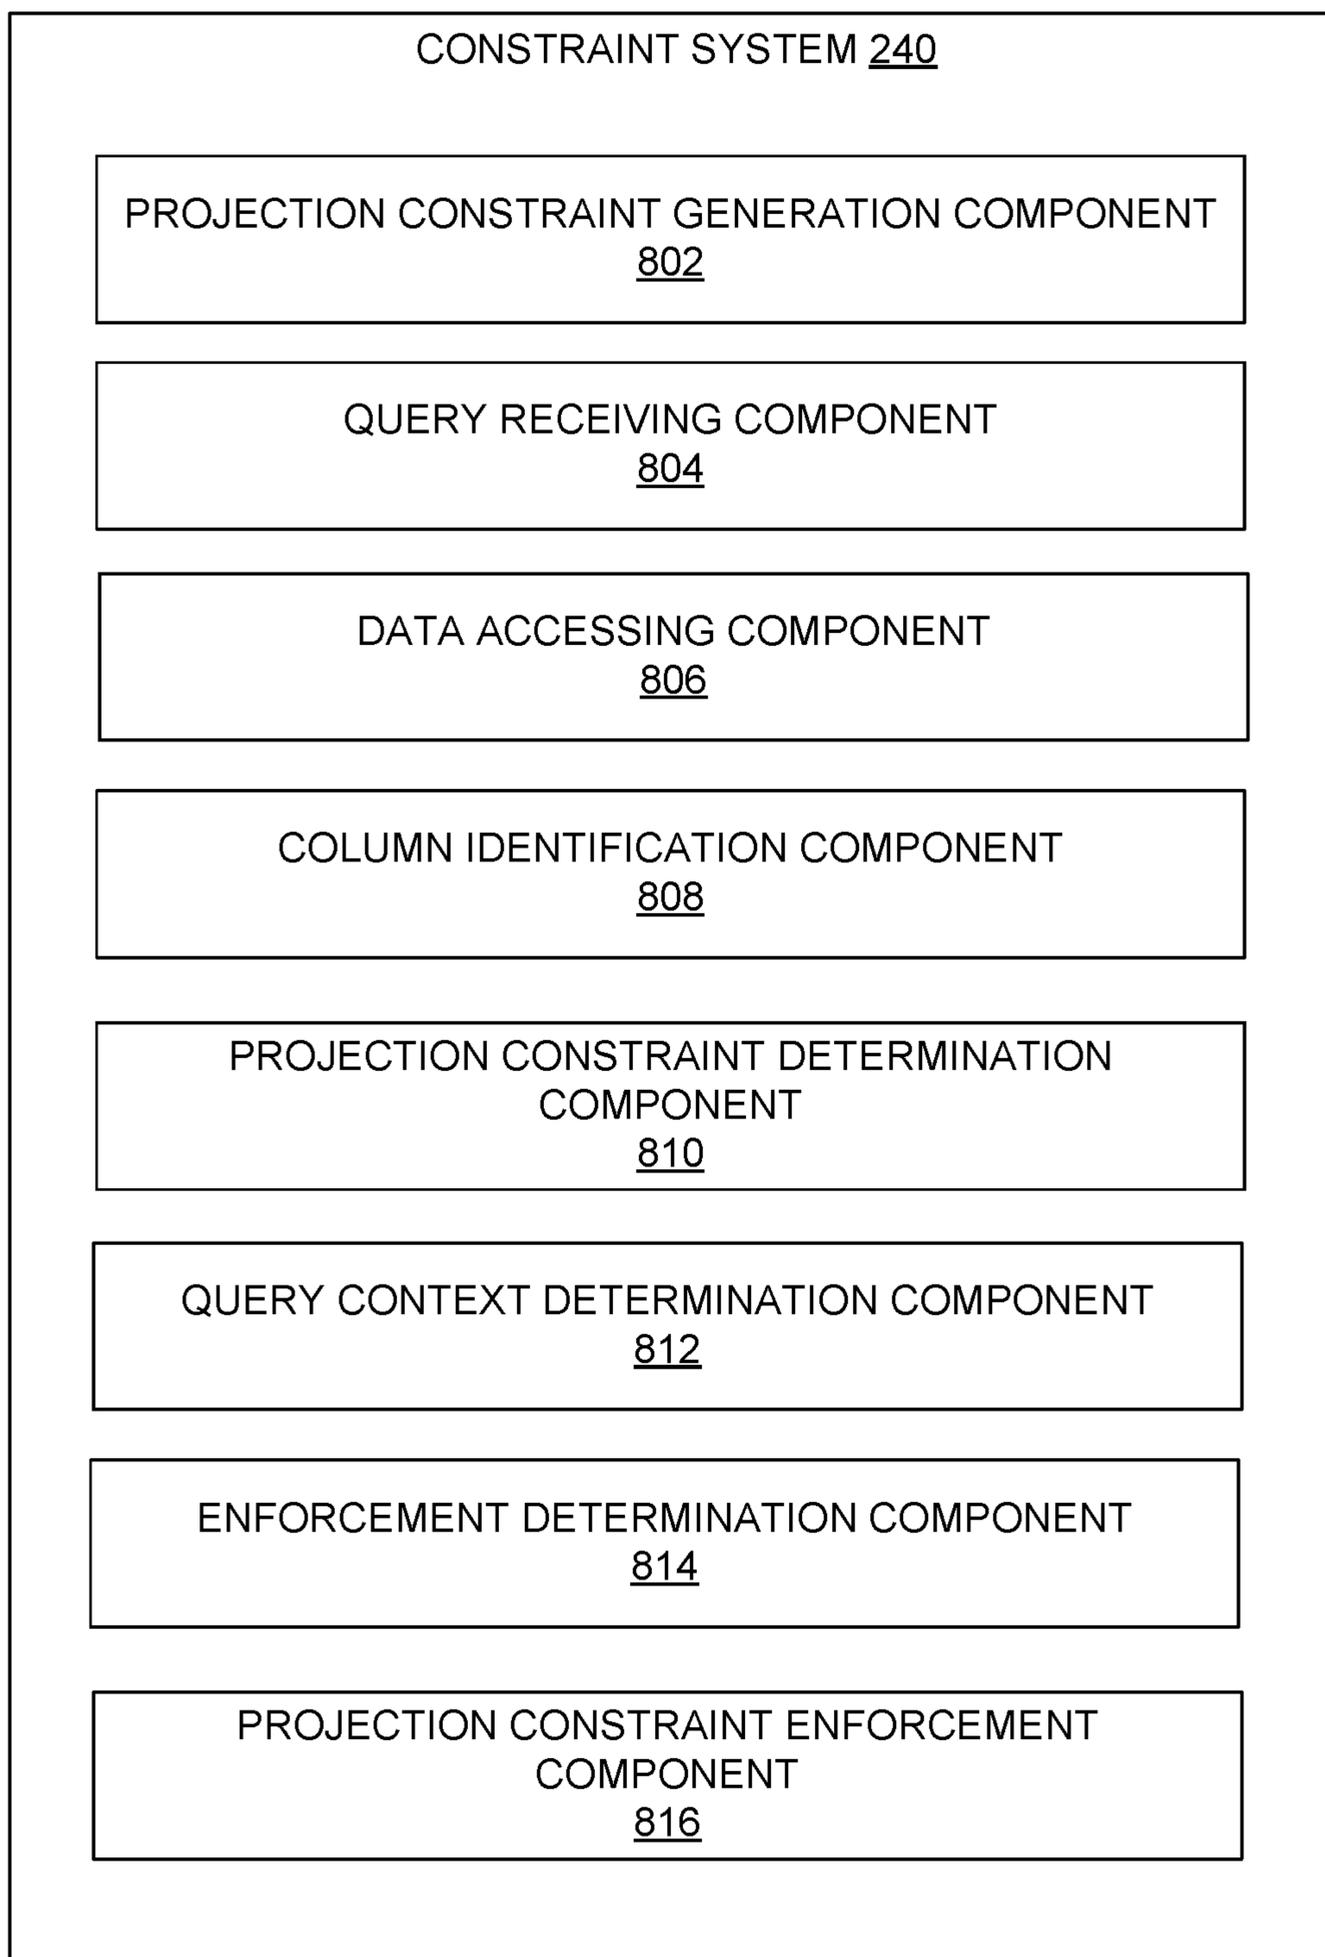 CONSTRAINT SYSTEM 240
PROJECTION CONSTRAINT GENERATION COMPONENT
802
QUERY RECEIVING COMPONENT
804
DATA ACCESSING COMPONENT
806
COLUMN IDENTIFICATION COMPONENT
808
PROJECTION CONSTRAINT DETERMINATION
COMPONENT
810
QUERY CONTEXT DETERMINATION COMPONENT
812
ENFORCEMENT DETERMINATION COMPONENT
814
PROJECTION CONSTRAINT ENFORCEMENT
COMPONENT
816